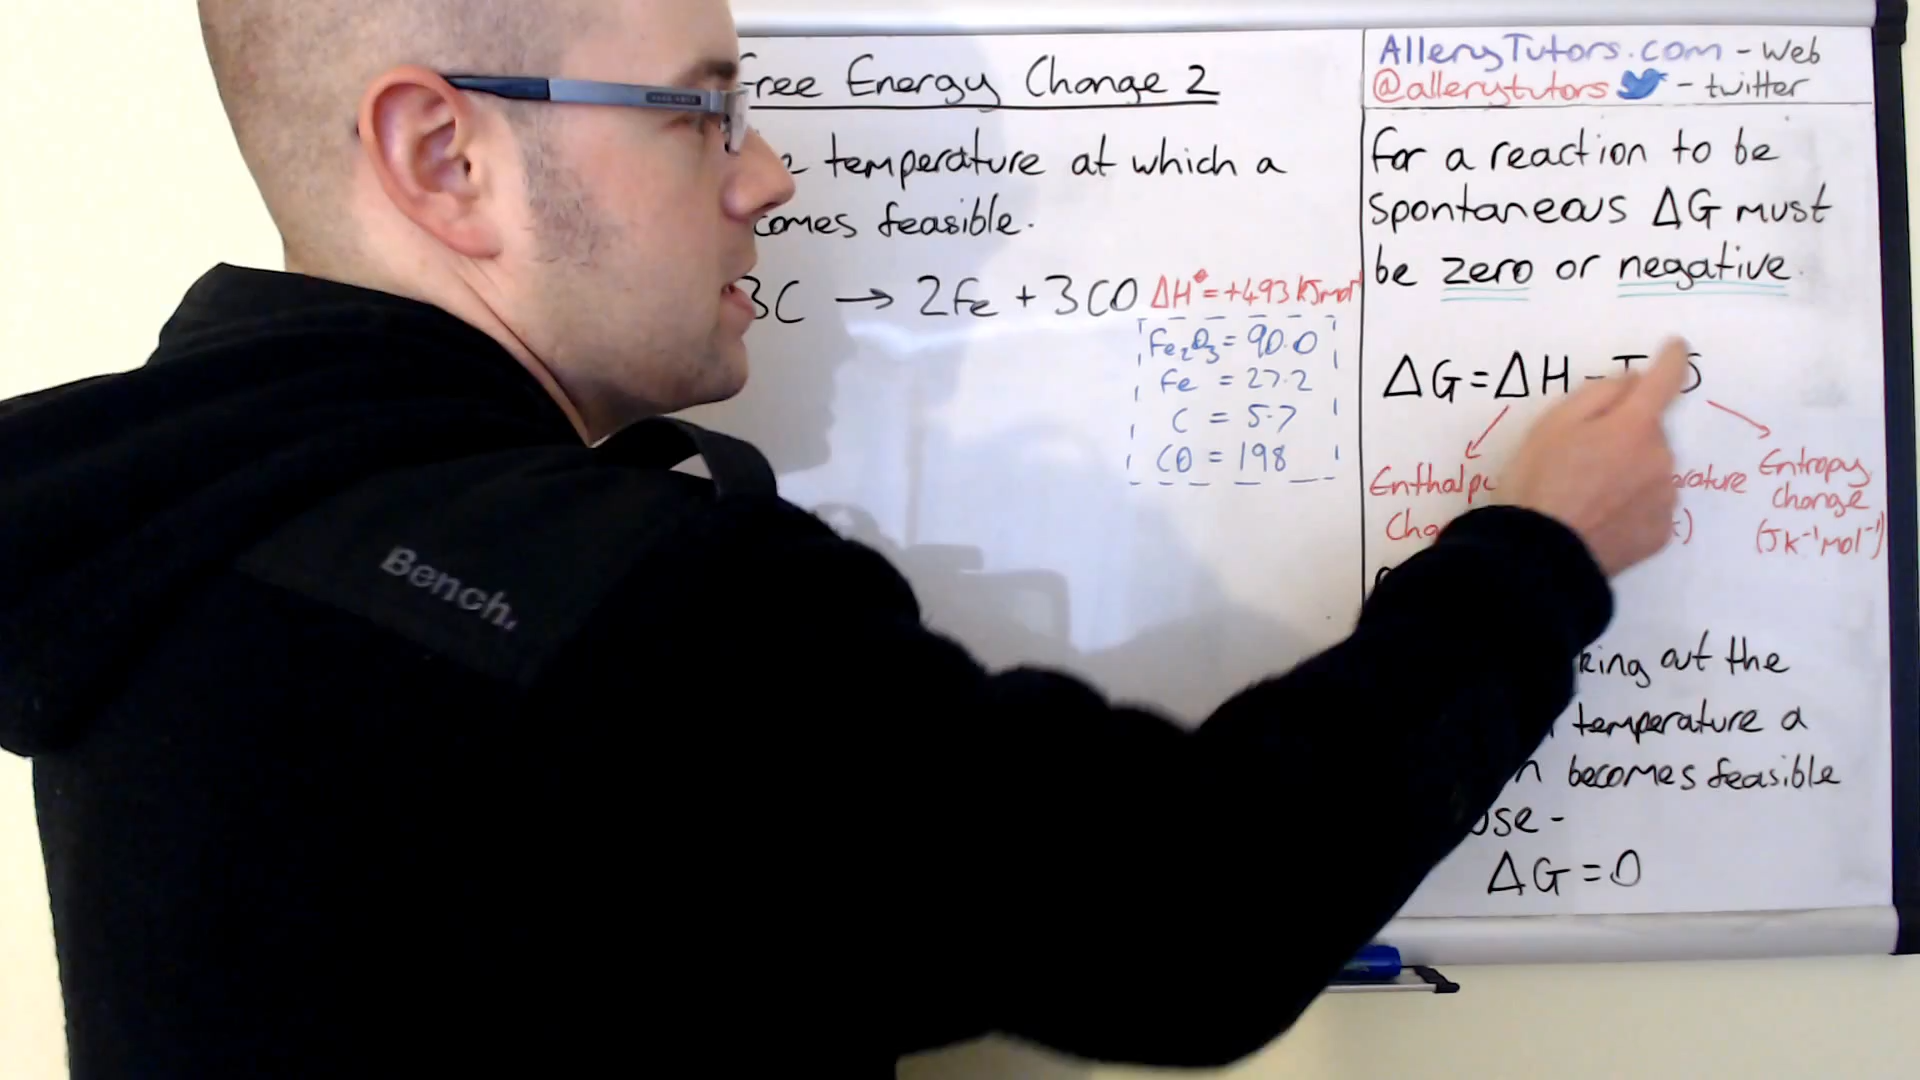 Free Energy Change 2
temperature at which a
comes feasible.
3C → 2Fe + 3CO ΔH°=+493 kJmol
Fe₂O₃ = 90.0
Fe = 27.2
C = 5.7
CO = 198
AlleryTutors.com - Web
@allerytutors - twitter
For a reaction to be
spontaneous ΔG must
be zero or negative.
ΔG=ΔH - T S
Enthalp
Cha
erature
Entropy
Change
(JK⁻¹mol⁻¹)
king out the
temperature a
n becomes feasible
use -
ΔG=0
Bench.